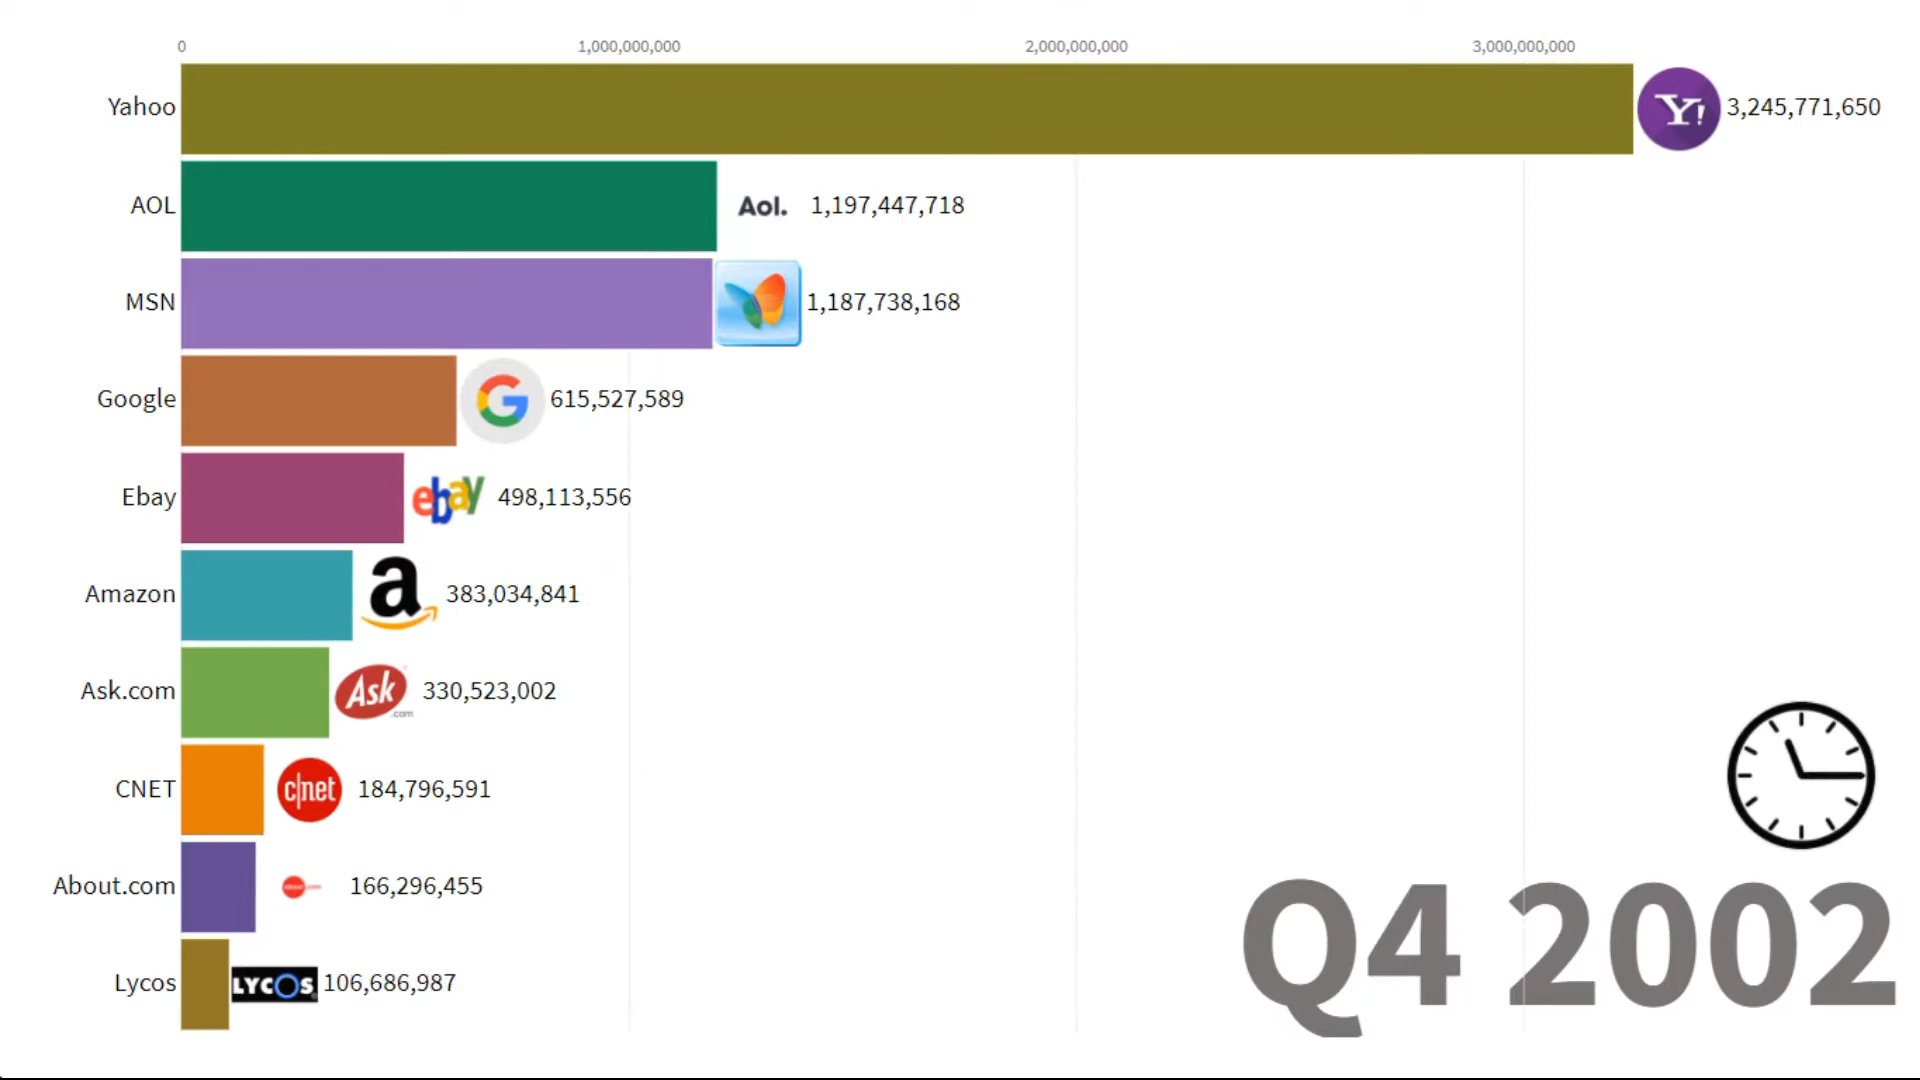 0 1,000,000,000 2,000,000,000 3,000,000,000
Yahoo Y! 3,245,771,650
AOL Aol. 1,197,447,718
MSN 1,187,738,168
Google G 615,527,589
Ebay ebay 498,113,556
Amazon a 383,034,841
Ask.com Ask .com 330,523,002
CNET c|net 184,796,591
About.com 166,296,455
Lycos LYCOS 106,686,987
Q4 2002